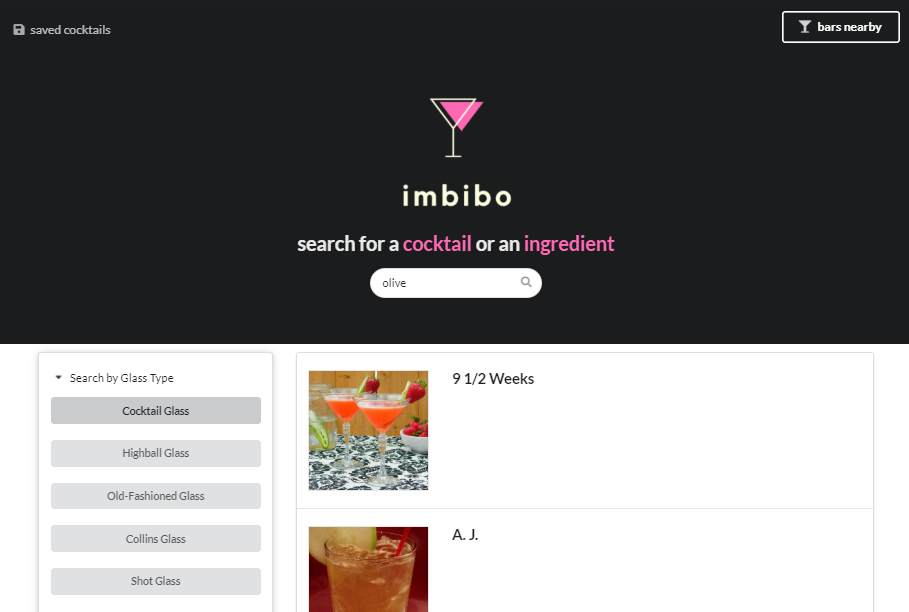 saved cocktails
bars nearby
imbibo
search for a cocktail or an ingredient
olive
Search by Glass Type
Cocktail Glass
Highball Glass
Old-Fashioned Glass
Collins Glass
Shot Glass
9 1/2 Weeks
A. J.